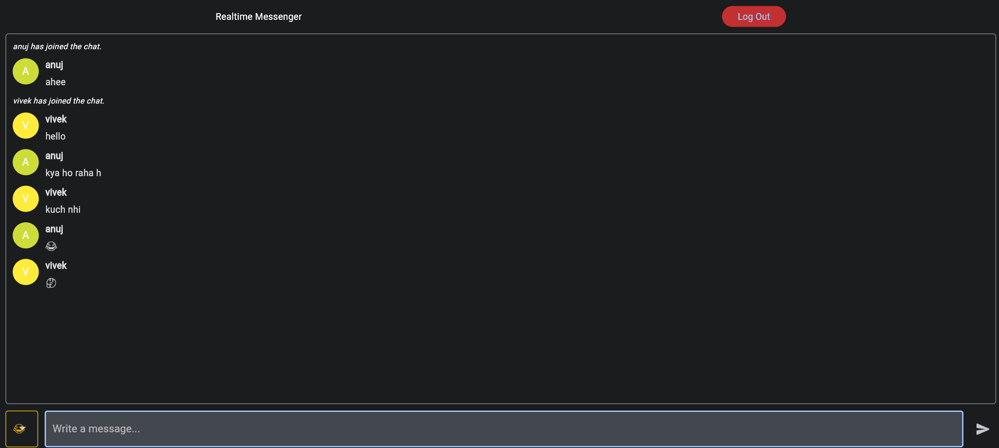 Realtime Messenger
Log Out
anuj has joined the chat.
A
anuj
ahee
vivek has joined the chat.
V
vivek
hello
A
anuj
kya ho raha h
V
vivek
kuch nhi
A
anuj
😂
V
vivek
🤔
😂
Write a message...